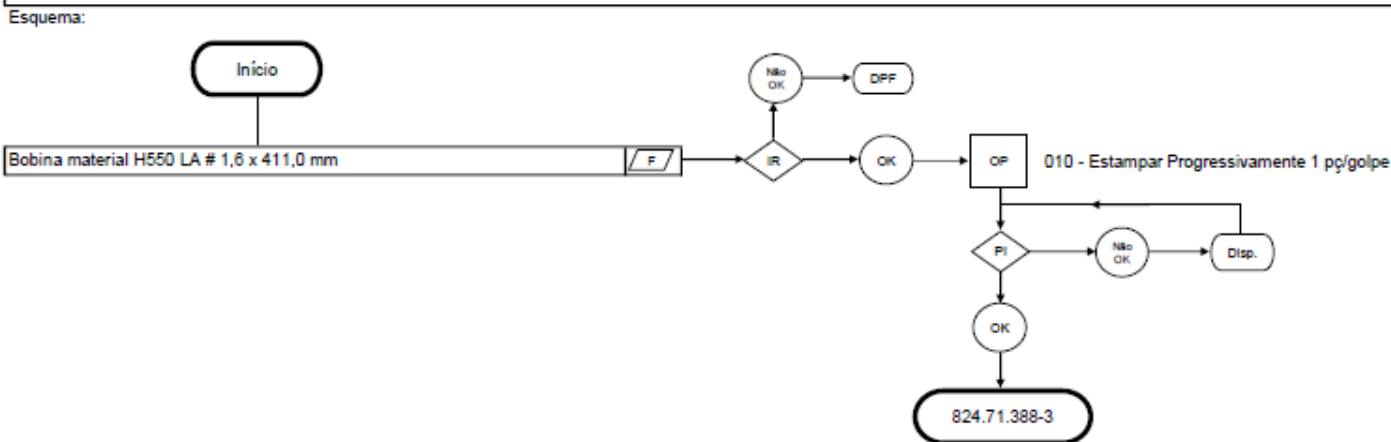 Esquema:
Início
Não
OK
DPF
Bobina material H550 LA # 1,6 x 411,0 mm
F
IR
OK
OP
010 - Estampar Progressivamente 1 pç/golpe
PI
Não
OK
Disp.
OK
824.71.388-3